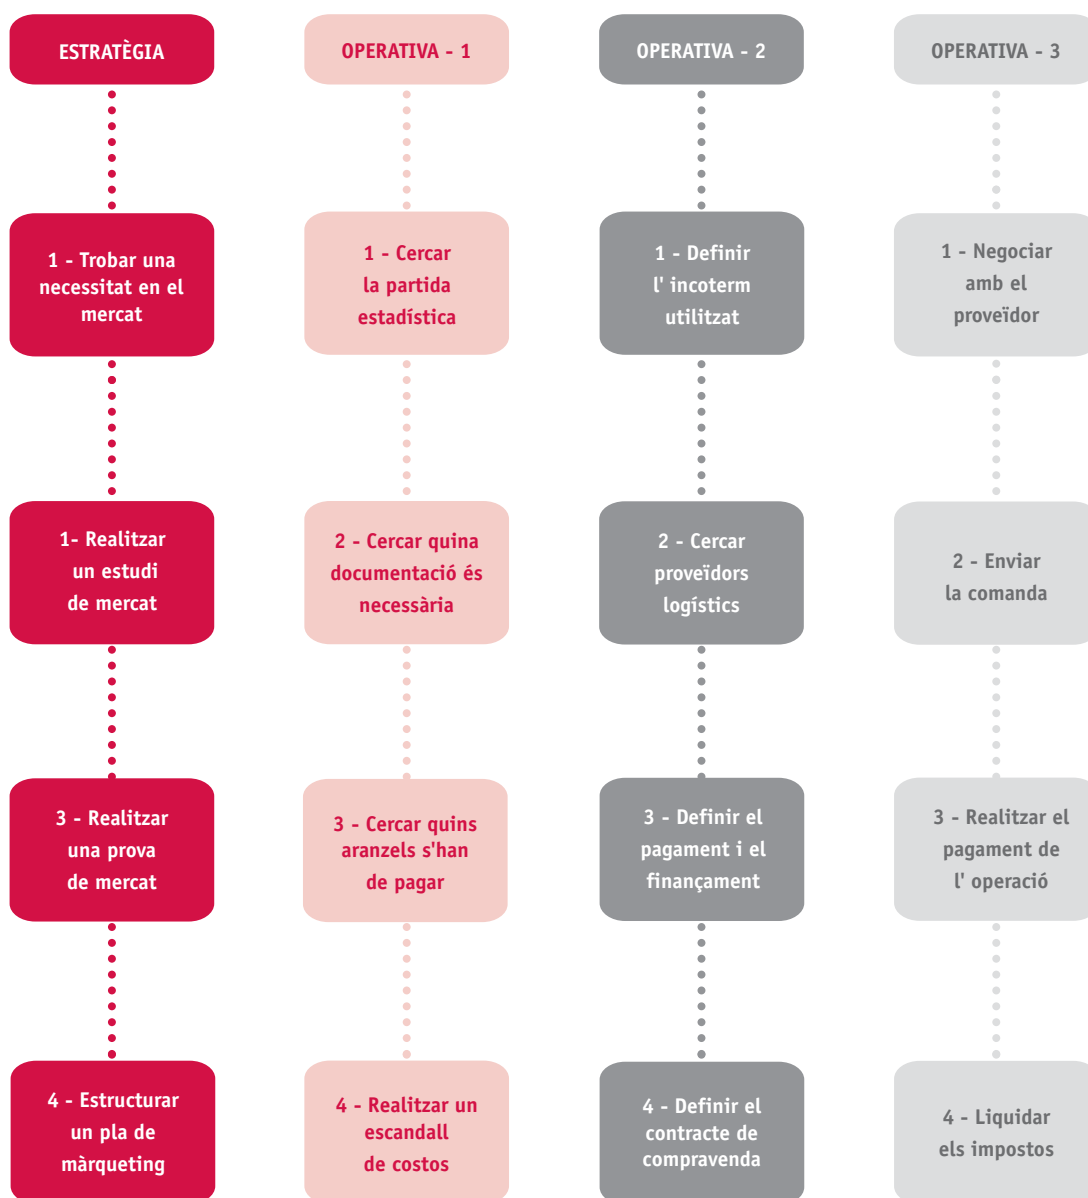 ESTRATÈGIA
1 - Trobar una
necessitat en el
mercat
1- Realitzar
un estudi
de mercat
3 - Realitzar
una prova
de mercat
4 - Estructurar
un pla de
màrqueting
OPERATIVA - 1
1 - Cercar
la partida
estadística
2 - Cercar quina
documentació és
necessària
3 - Cercar quins
aranzels s'han
de pagar
4 - Realitzar un
escandall
de costos
OPERATIVA - 2
1 - Definir
l' incoterm
utilitzat
2 - Cercar
proveïdors
logístics
3 - Definir el
pagament i el
finançament
4 - Definir el
contracte de
compravenda
OPERATIVA - 3
1 - Negociar
amb el
proveïdor
2 - Enviar
la comanda
3 - Realitzar el
pagament de
l' operació
4 - Liquidar
els impostos